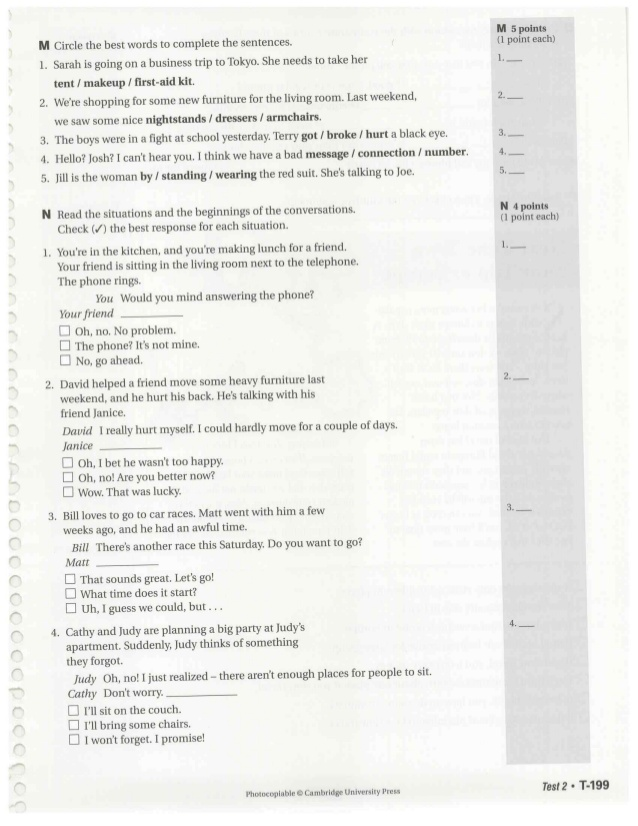 M Circle the best words to complete the sentences.
M 5 points
(1 point each)
1. Sarah is going on a business trip to Tokyo. She needs to take her
tent / makeup / first-aid kit.
1. __
2. We're shopping for some new furniture for the living room. Last weekend,
we saw some nice nightstands / dressers / armchairs.
2. __
3. The boys were in a fight at school yesterday. Terry got / broke / hurt a black eye.
3. __
4. Hello? Josh? I can't hear you. I think we have a bad message / connection / number.
4. __
5. Jill is the woman by / standing / wearing the red suit. She's talking to Joe.
5. __
N Read the situations and the beginnings of the conversations.
Check (✓) the best response for each situation.
N 4 points
(1 point each)
1. You're in the kitchen, and you're making lunch for a friend.
Your friend is sitting in the living room next to the telephone.
The phone rings.
1. __
You Would you mind answering the phone?
Your friend __________
☐ Oh, no. No problem.
☐ The phone? It's not mine.
☐ No, go ahead.
2. David helped a friend move some heavy furniture last
weekend, and he hurt his back. He's talking with his
friend Janice.
2. __
David I really hurt myself. I could hardly move for a couple of days.
Janice __________
☐ Oh, I bet he wasn't too happy.
☐ Oh, no! Are you better now?
☐ Wow. That was lucky.
3. Bill loves to go to car races. Matt went with him a few
weeks ago, and he had an awful time.
3. __
Bill There's another race this Saturday. Do you want to go?
Matt __________
☐ That sounds great. Let's go!
☐ What time does it start?
☐ Uh, I guess we could, but . . .
4. Cathy and Judy are planning a big party at Judy's
apartment. Suddenly, Judy thinks of something
they forgot.
4. __
Judy Oh, no! I just realized – there aren't enough places for people to sit.
Cathy Don't worry. __________
☐ I'll sit on the couch.
☐ I'll bring some chairs.
☐ I won't forget. I promise!
Photocopiable © Cambridge University Press
Test 2 • T-199